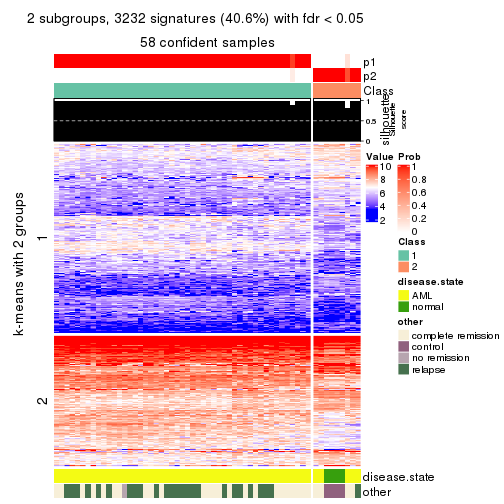 2 subgroups, 3232 signatures (40.6%) with fdr < 0.05
58 confident samples
p1
p2
Class
silhouette
1
0.5
0
Silhouette
score
k-means with 2 groups
1
2
Value
10
8
6
4
2
Prob
1
0.8
0.6
0.4
0.2
0
Class
1
2
disease.state
AML
normal
other
complete remission
control
no remission
relapse
disease.state
other